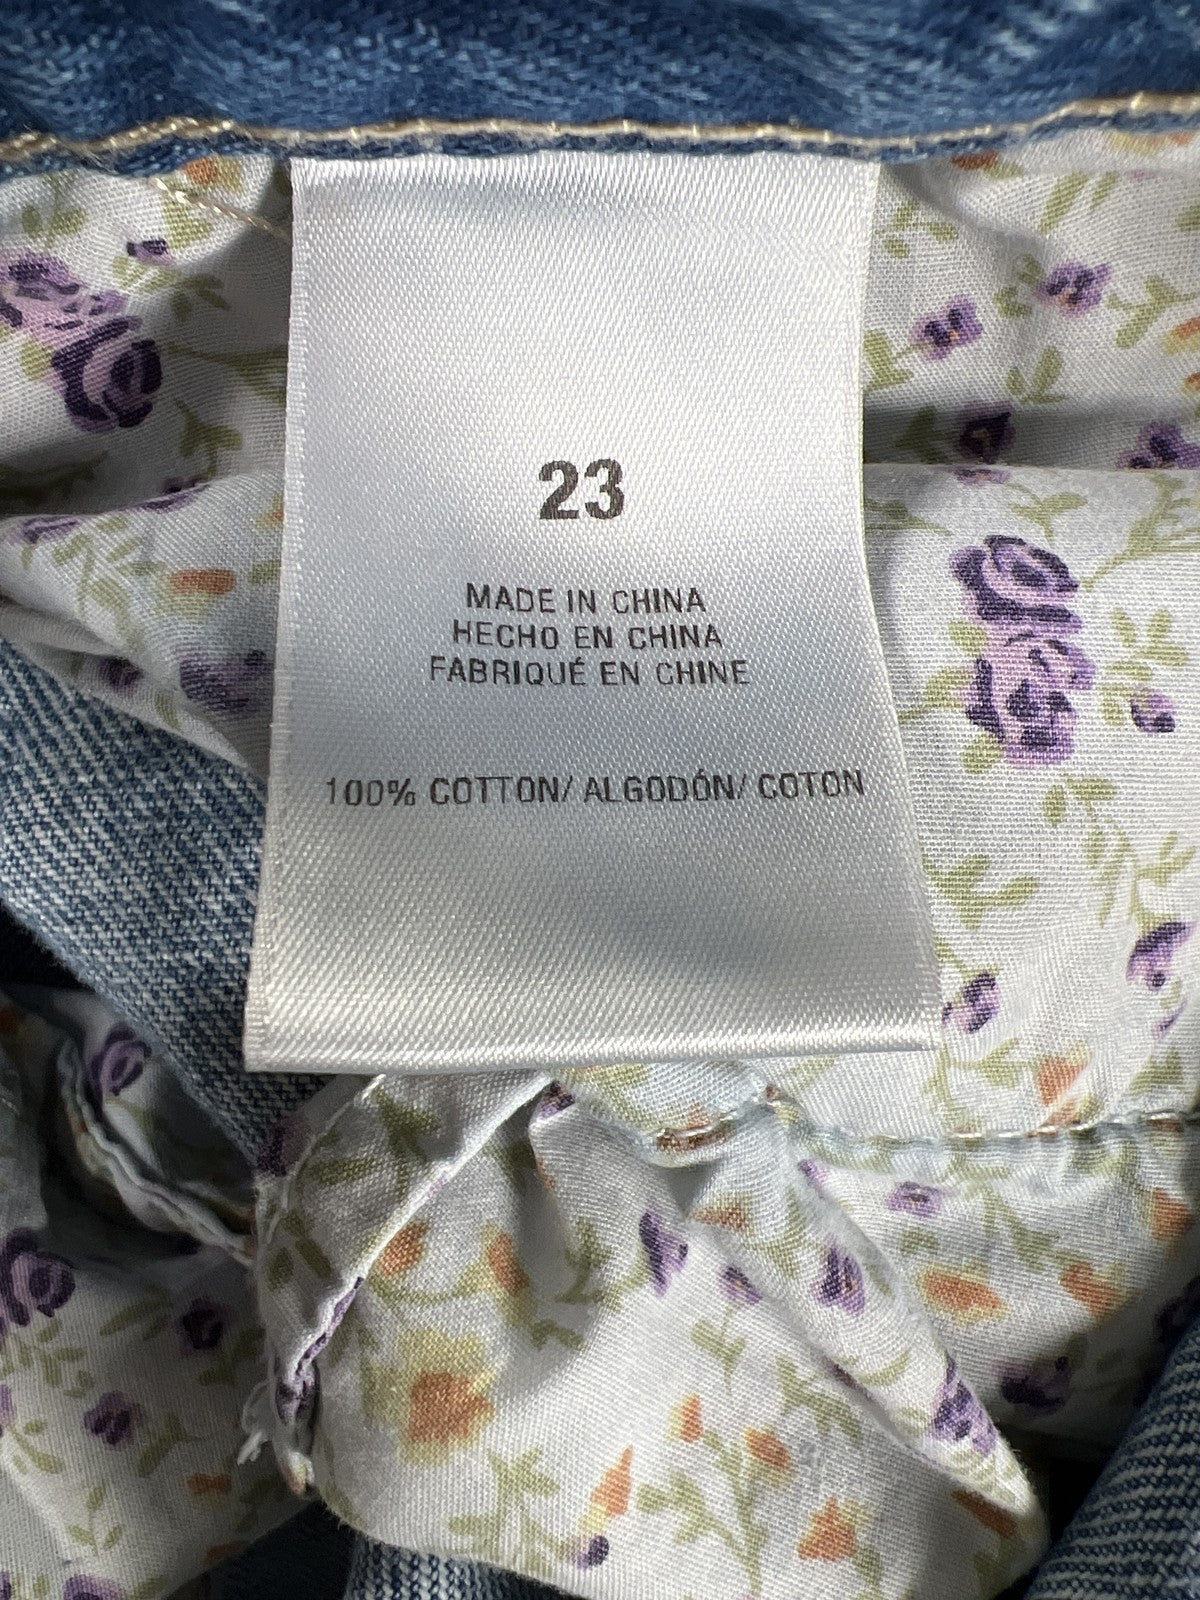 23
MADE IN CHINA
HECHO EN CHINA
FABRIQUÉ EN CHINE
100% COTTON/ ALGODÓN/ COTON